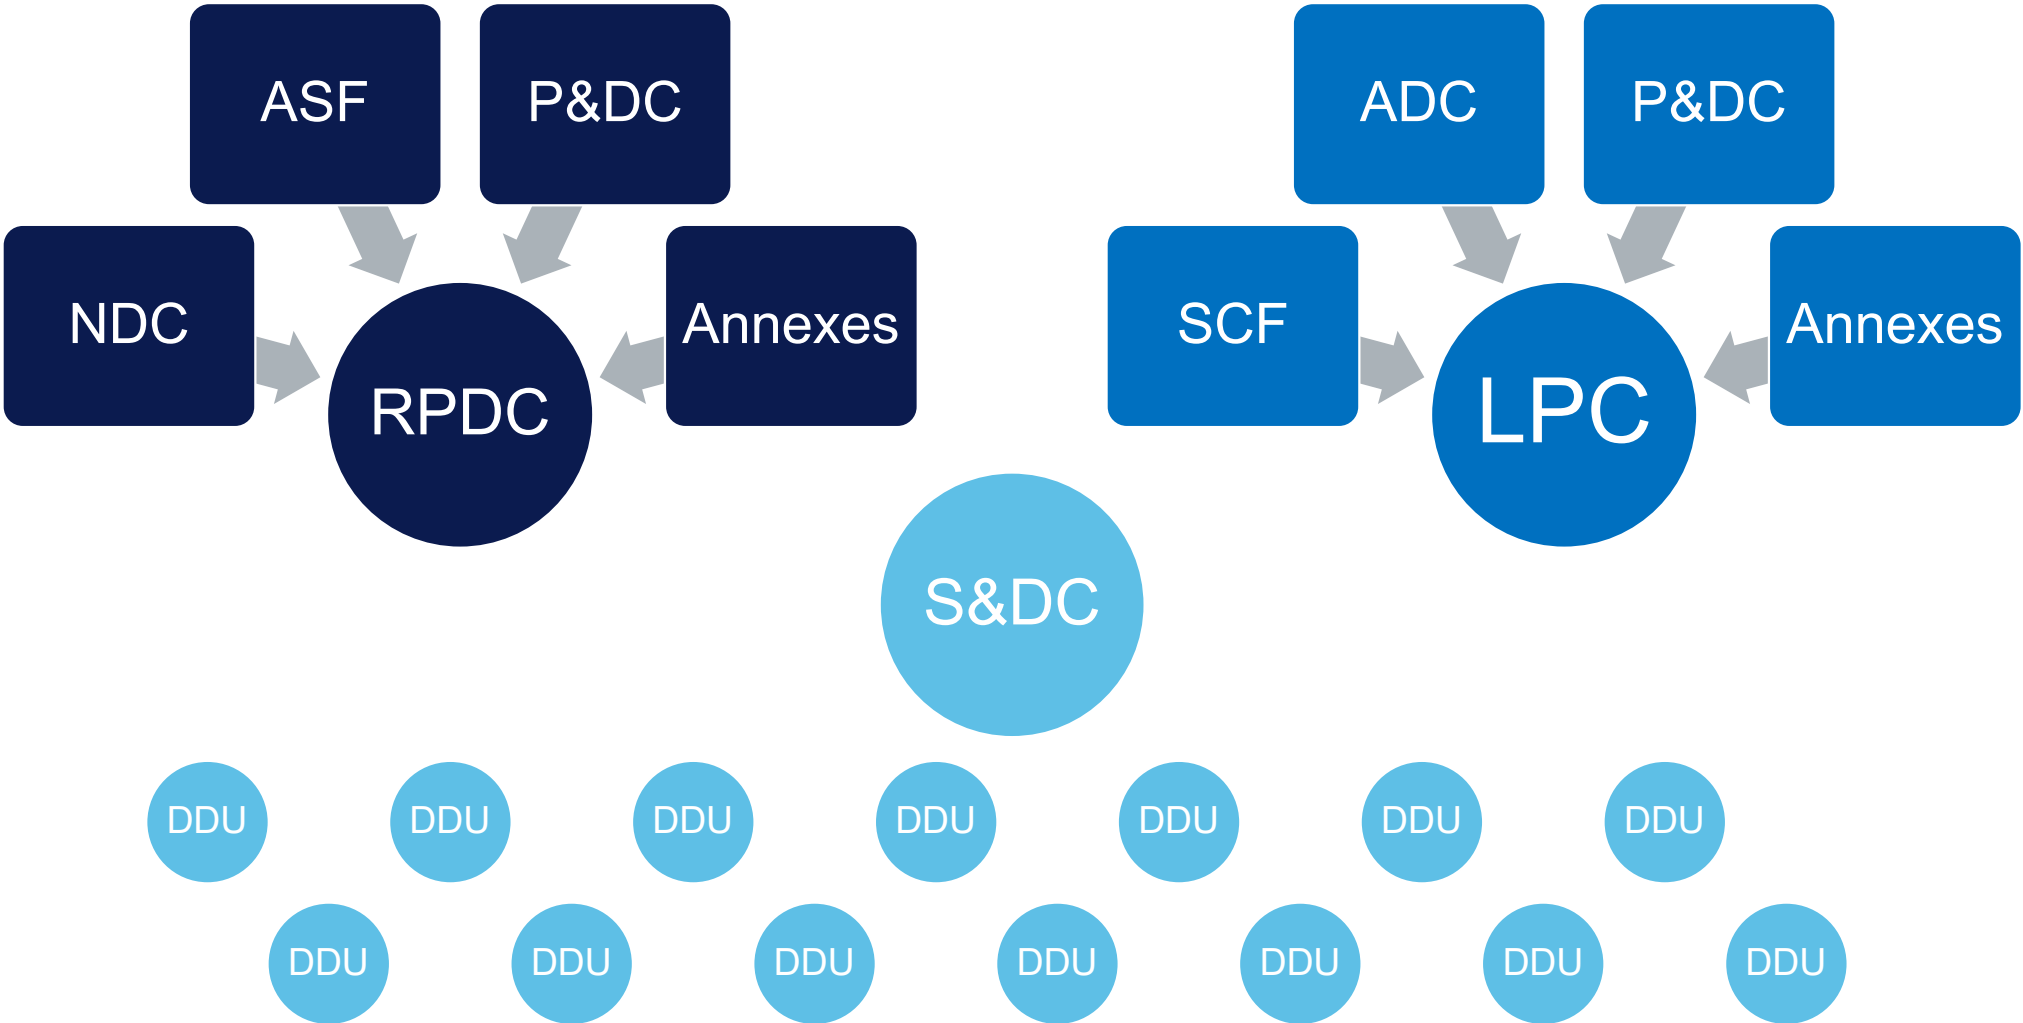 ASF
P&DC
NDC
Annexes
RPDC
ADC
P&DC
SCF
Annexes
LPC
S&DC
DDU
DDU
DDU
DDU
DDU
DDU
DDU
DDU
DDU
DDU
DDU
DDU
DDU
DDU